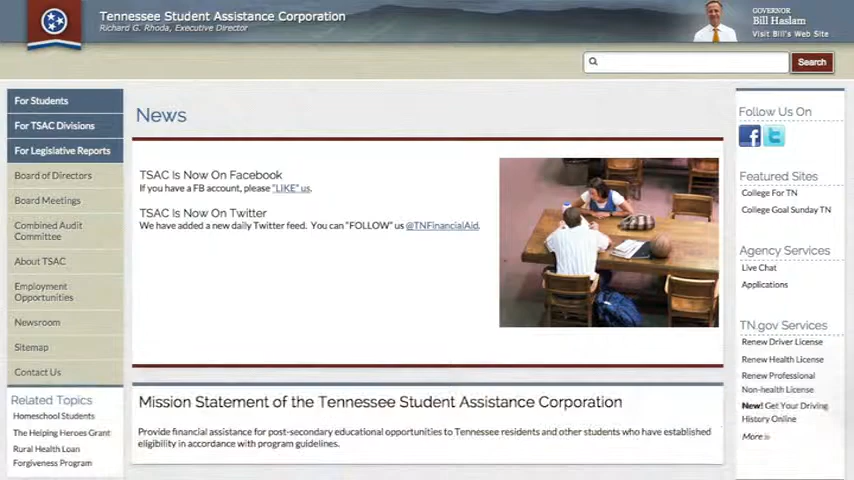 Tennessee Student Assistance Corporation
Richard G. Rhoda, Executive Director
GOVERNOR
Bill Haslam
Visit Bill's Web Site
Search
For Students
For TSAC Divisions
For Legislative Reports
Board of Directors
Board Meetings
Combined Audit
Committee
About TSAC
Employment
Opportunities
Newsroom
Sitemap
Contact Us
Related Topics
Homeschool Students
The Helping Heroes Grant
Rural Health Loan
Forgiveness Program
News
TSAC Is Now On Facebook
If you have a FB account, please "LIKE" us.
TSAC Is Now On Twitter
We have added a new daily Twitter feed. You can "FOLLOW" us @TNFinancialAid.
Mission Statement of the Tennessee Student Assistance Corporation
Provide financial assistance for post-secondary educational opportunities to Tennessee residents and other students who have established
eligibility in accordance with program guidelines.
Follow Us On
Featured Sites
College For TN
College Goal Sunday TN
Agency Services
Live Chat
Applications
TN.gov Services
Renew Driver License
Renew Health License
Renew Professional
Non-health License
New! Get Your Driving
History Online
More »